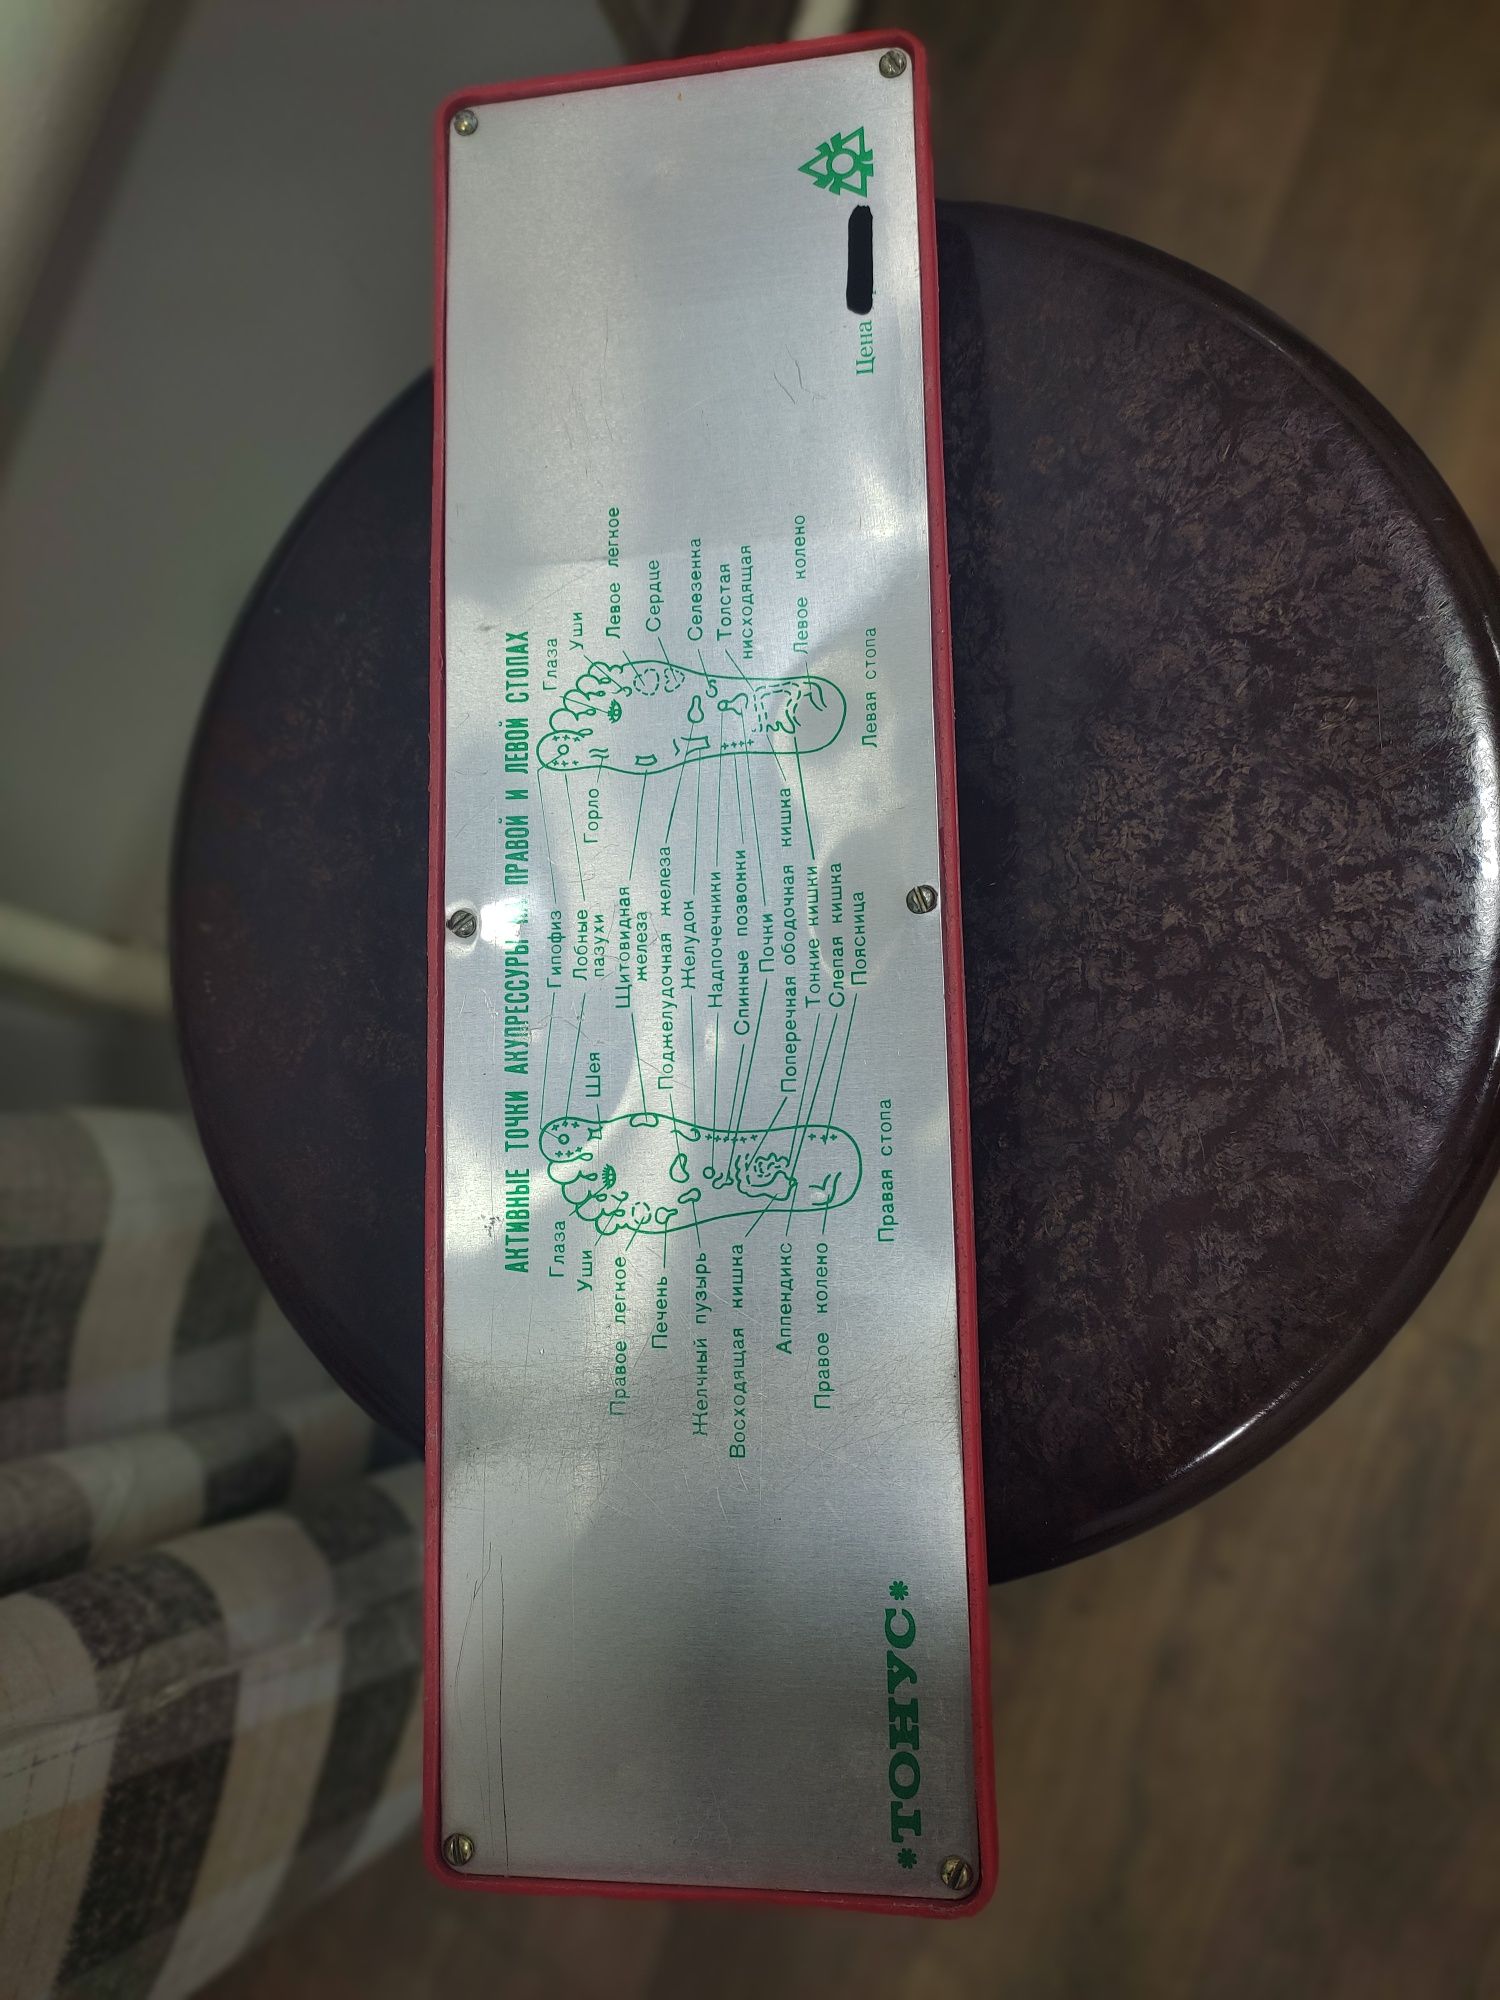 АКТИВНЫЕ ТОЧКИ АКУПРЕССУРЫ ПРАВОЙ И ЛЕВОЙ СТОПАХ
Глаза
Уши
Правое легкое
Печень
Желчный пузырь
Восходящая кишка
Аппендикс
Правое колено
Правая стопа
Шея
Гипофиз
Лобные
пазухи
Горло
Щитовидная
железа
Поджелудочная железа
Желудок
Надпочечники
Спинные позвонки
Почки
Поперечная ободочная кишка
Тонкие кишки
Слепая кишка
Поясница
Глаза
Уши
Левое легкое
Сердце
Селезенка
Толстая
нисходящая
Левое колено
Левая стопа
*ТОНУС*
Цена